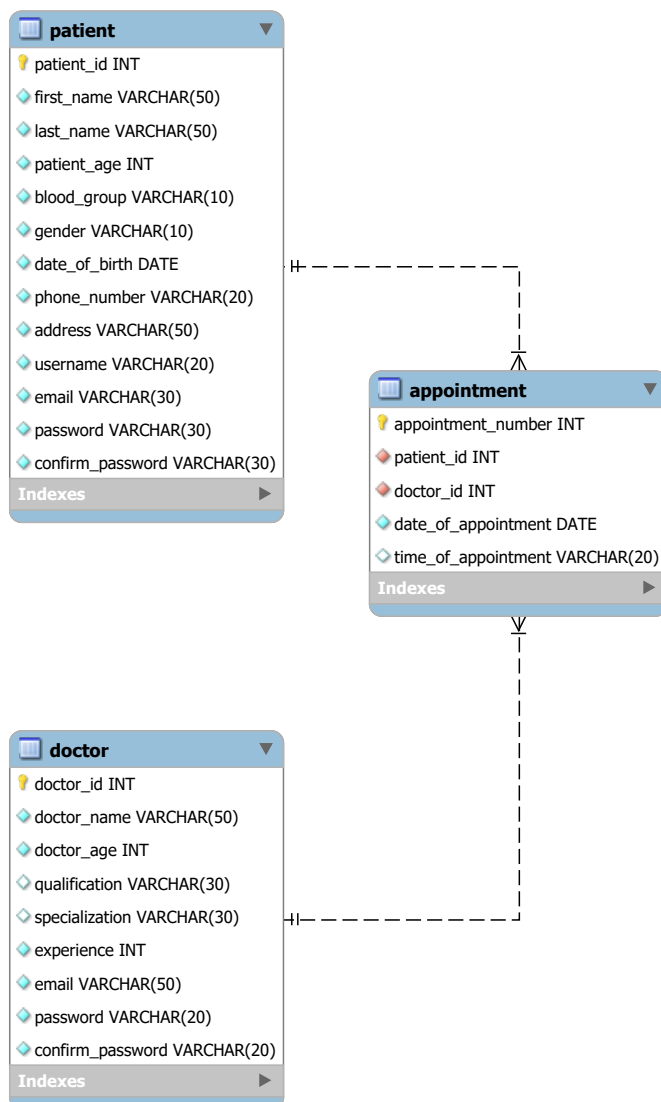 patient
patient_id INT
first_name VARCHAR(50)
last_name VARCHAR(50)
patient_age INT
blood_group VARCHAR(10)
gender VARCHAR(10)
date_of_birth DATE
phone_number VARCHAR(20)
address VARCHAR(50)
username VARCHAR(20)
email VARCHAR(30)
password VARCHAR(30)
confirm_password VARCHAR(30)
Indexes
appointment
appointment_number INT
patient_id INT
doctor_id INT
date_of_appointment DATE
time_of_appointment VARCHAR(20)
Indexes
doctor
doctor_id INT
doctor_name VARCHAR(50)
doctor_age INT
qualification VARCHAR(30)
specialization VARCHAR(30)
experience INT
email VARCHAR(50)
password VARCHAR(20)
confirm_password VARCHAR(20)
Indexes